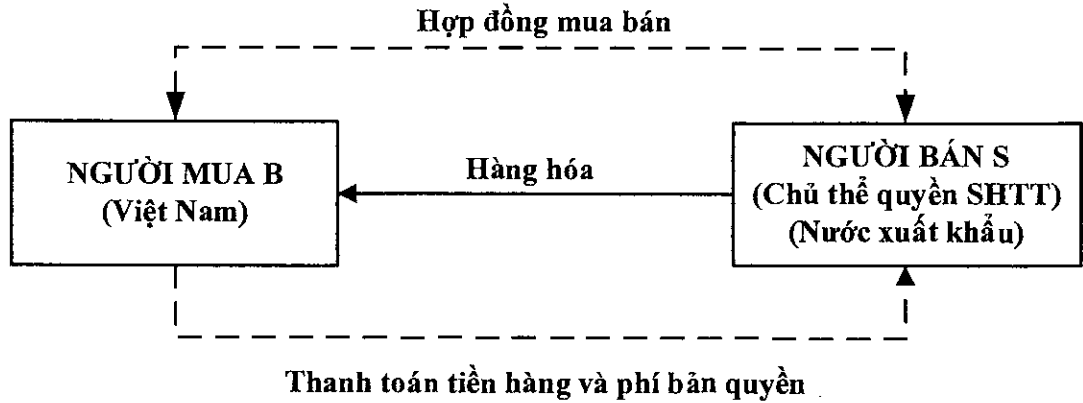 Hợp đồng mua bán
NGƯỜI MUA B
(Việt Nam)
Hàng hóa
NGƯỜI BÁN S
(Chủ thể quyền SHTT)
(Nước xuất khẩu)
Thanh toán tiền hàng và phí bản quyền